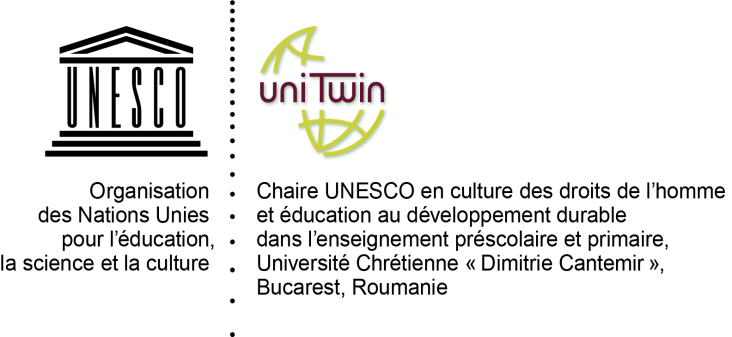 UNESCO
uniTwin
Organisation
des Nations Unies
pour l’éducation,
la science et la culture
Chaire UNESCO en culture des droits de l’homme
et éducation au développement durable
dans l’enseignement préscolaire et primaire,
Université Chrétienne « Dimitrie Cantemir »,
Bucarest, Roumanie